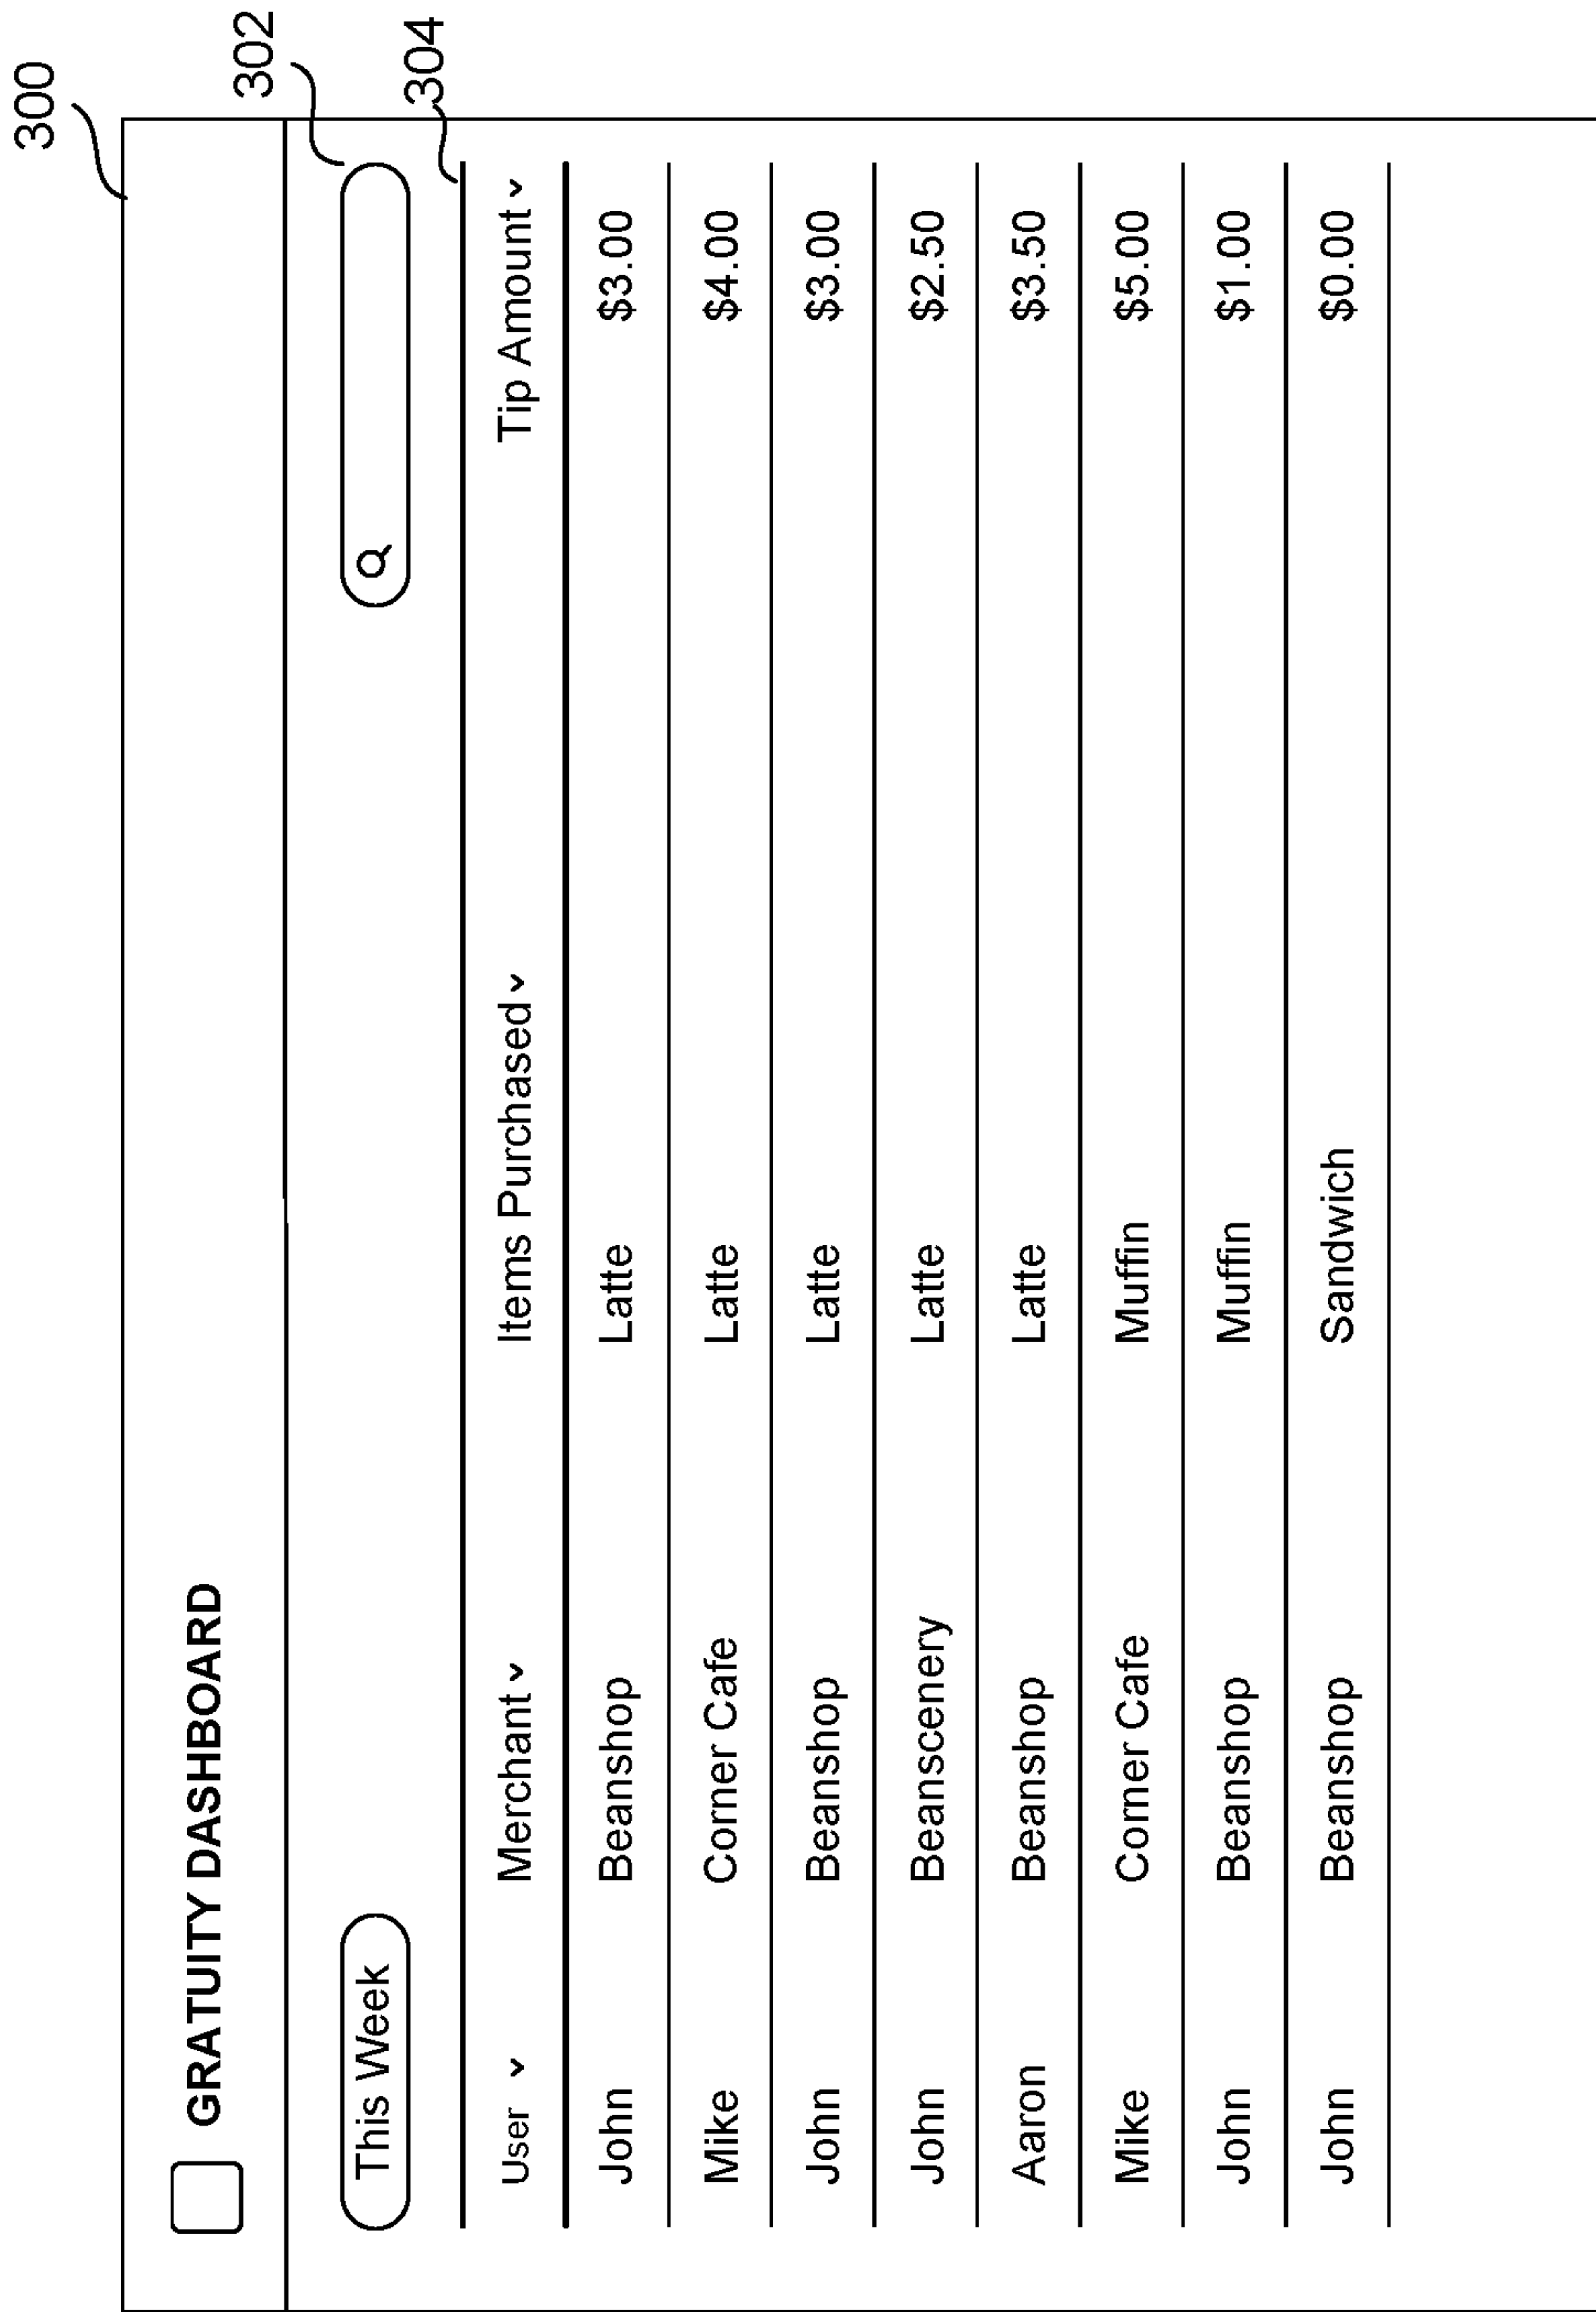 300
GRATUITY DASHBOARD
302
This Week
304
User Merchant Items Purchased Tip Amount
John Beanshop Latte $3.00
Mike Corner Cafe Latte $4.00
John Beanshop Latte $3.00
John Beanscenery Latte $2.50
Aaron Beanshop Latte $3.50
Mike Corner Cafe Muffin $5.00
John Beanshop Muffin $1.00
John Beanshop Sandwich $0.00